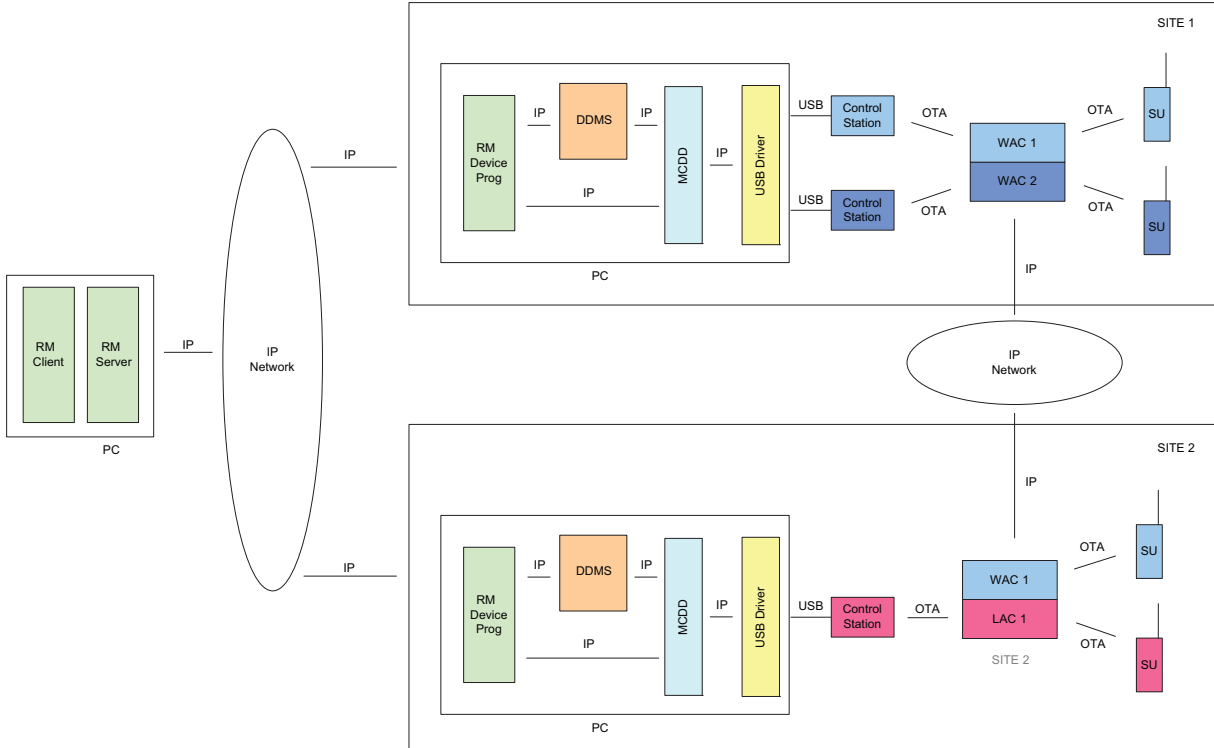 SITE 1
IP
DDMS
IP
RM
Device
Prog
MCDD
IP
USB Driver
IP
PC
USB
Control
Station
OTA
WAC 1
WAC 2
OTA
SU
USB
Control
Station
OTA
OTA
SU
IP
IP
RM
Client
RM
Server
PC
IP
IP
Network
IP
Network
IP
SITE 2
IP
IP
DDMS
IP
RM
Device
Prog
MCDD
IP
USB Driver
IP
PC
USB
Control
Station
OTA
WAC 1
LAC 1
SITE 2
OTA
SU
OTA
SU